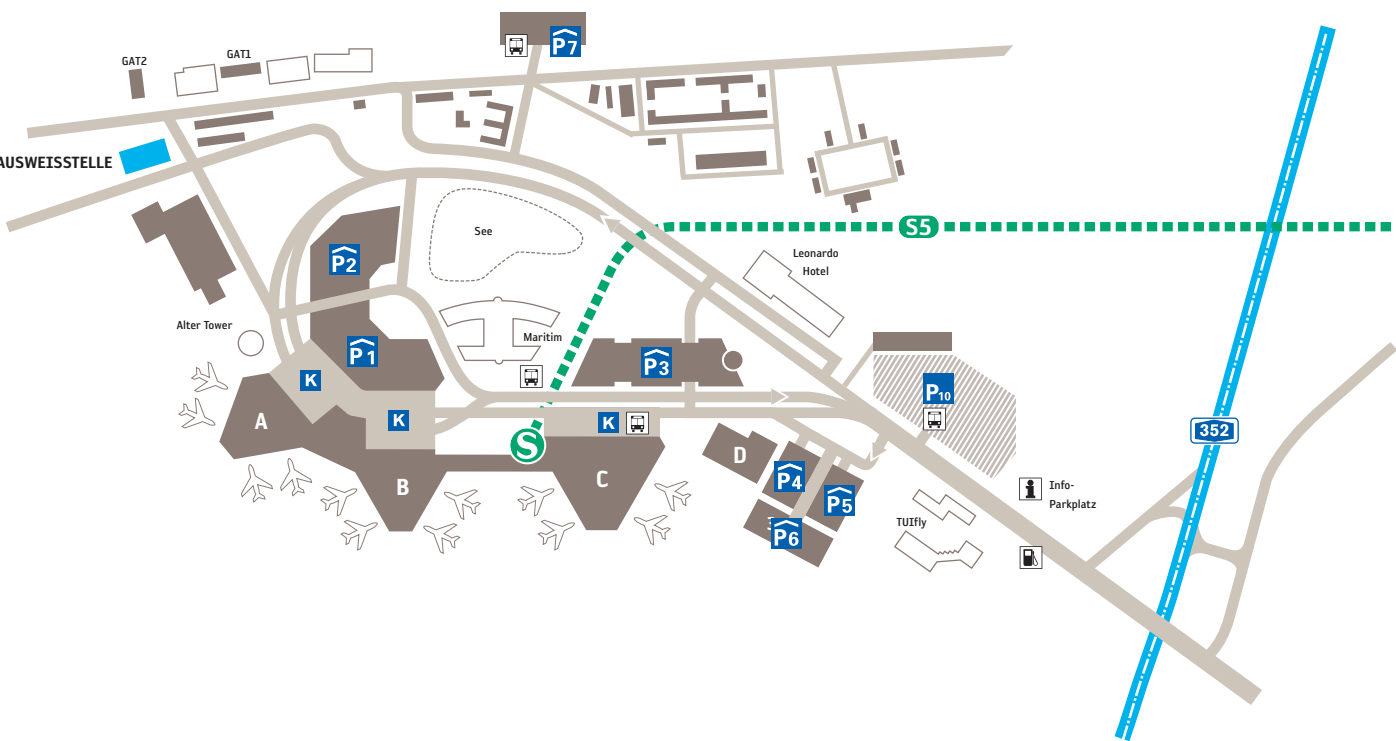 P7
GAT1
GAT2
AUSWEISSTELLE
S5
See
P2
Leonardo
Hotel
Alter Tower
Maritim
P1
P3
K
P10
A
K
K
352
S
D
C
P4
B
P5
Info-
Parkplatz
TUIfly
P6